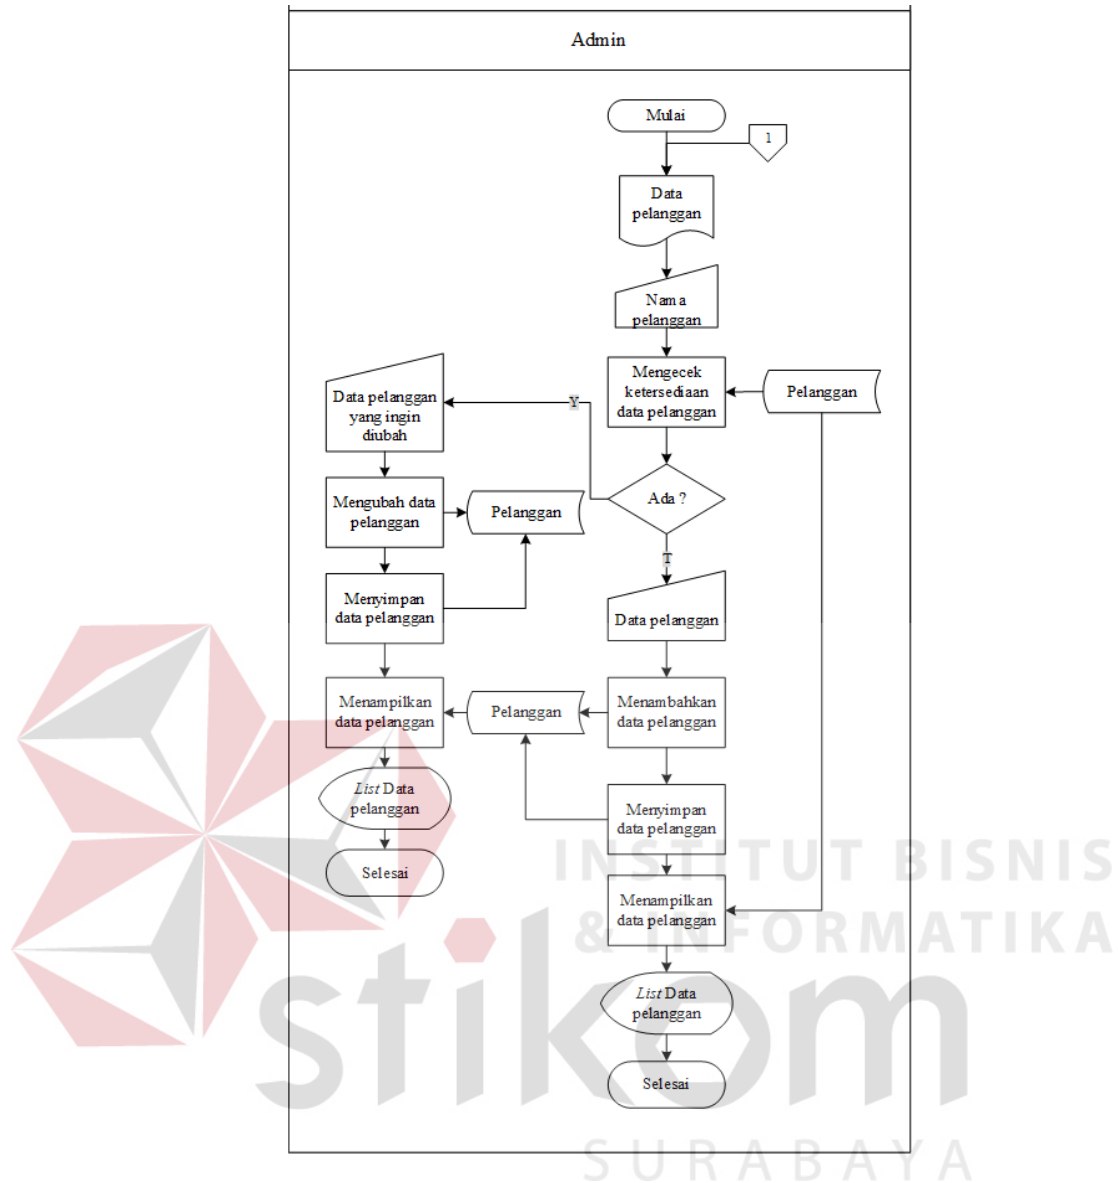 Admin
Mulai
1
Data
pelanggan
Nama
pelanggan
Mengecek
ketersediaan
data pelanggan
Pelanggan
Data pelanggan
yang ingin
diubah
Y
Ada ?
Mengubah data
pelanggan
Pelanggan
T
Menyimpan
data pelanggan
Data pelanggan
Menampilkan
data pelanggan
Pelanggan
Menambahkan
data pelanggan
List Data
pelanggan
Menyimpan
data pelanggan
Selesai
Menampilkan
data pelanggan
List Data
pelanggan
Selesai
INSTITUT BISNIS
& INFORMATIKA
stikom
SURABAYA